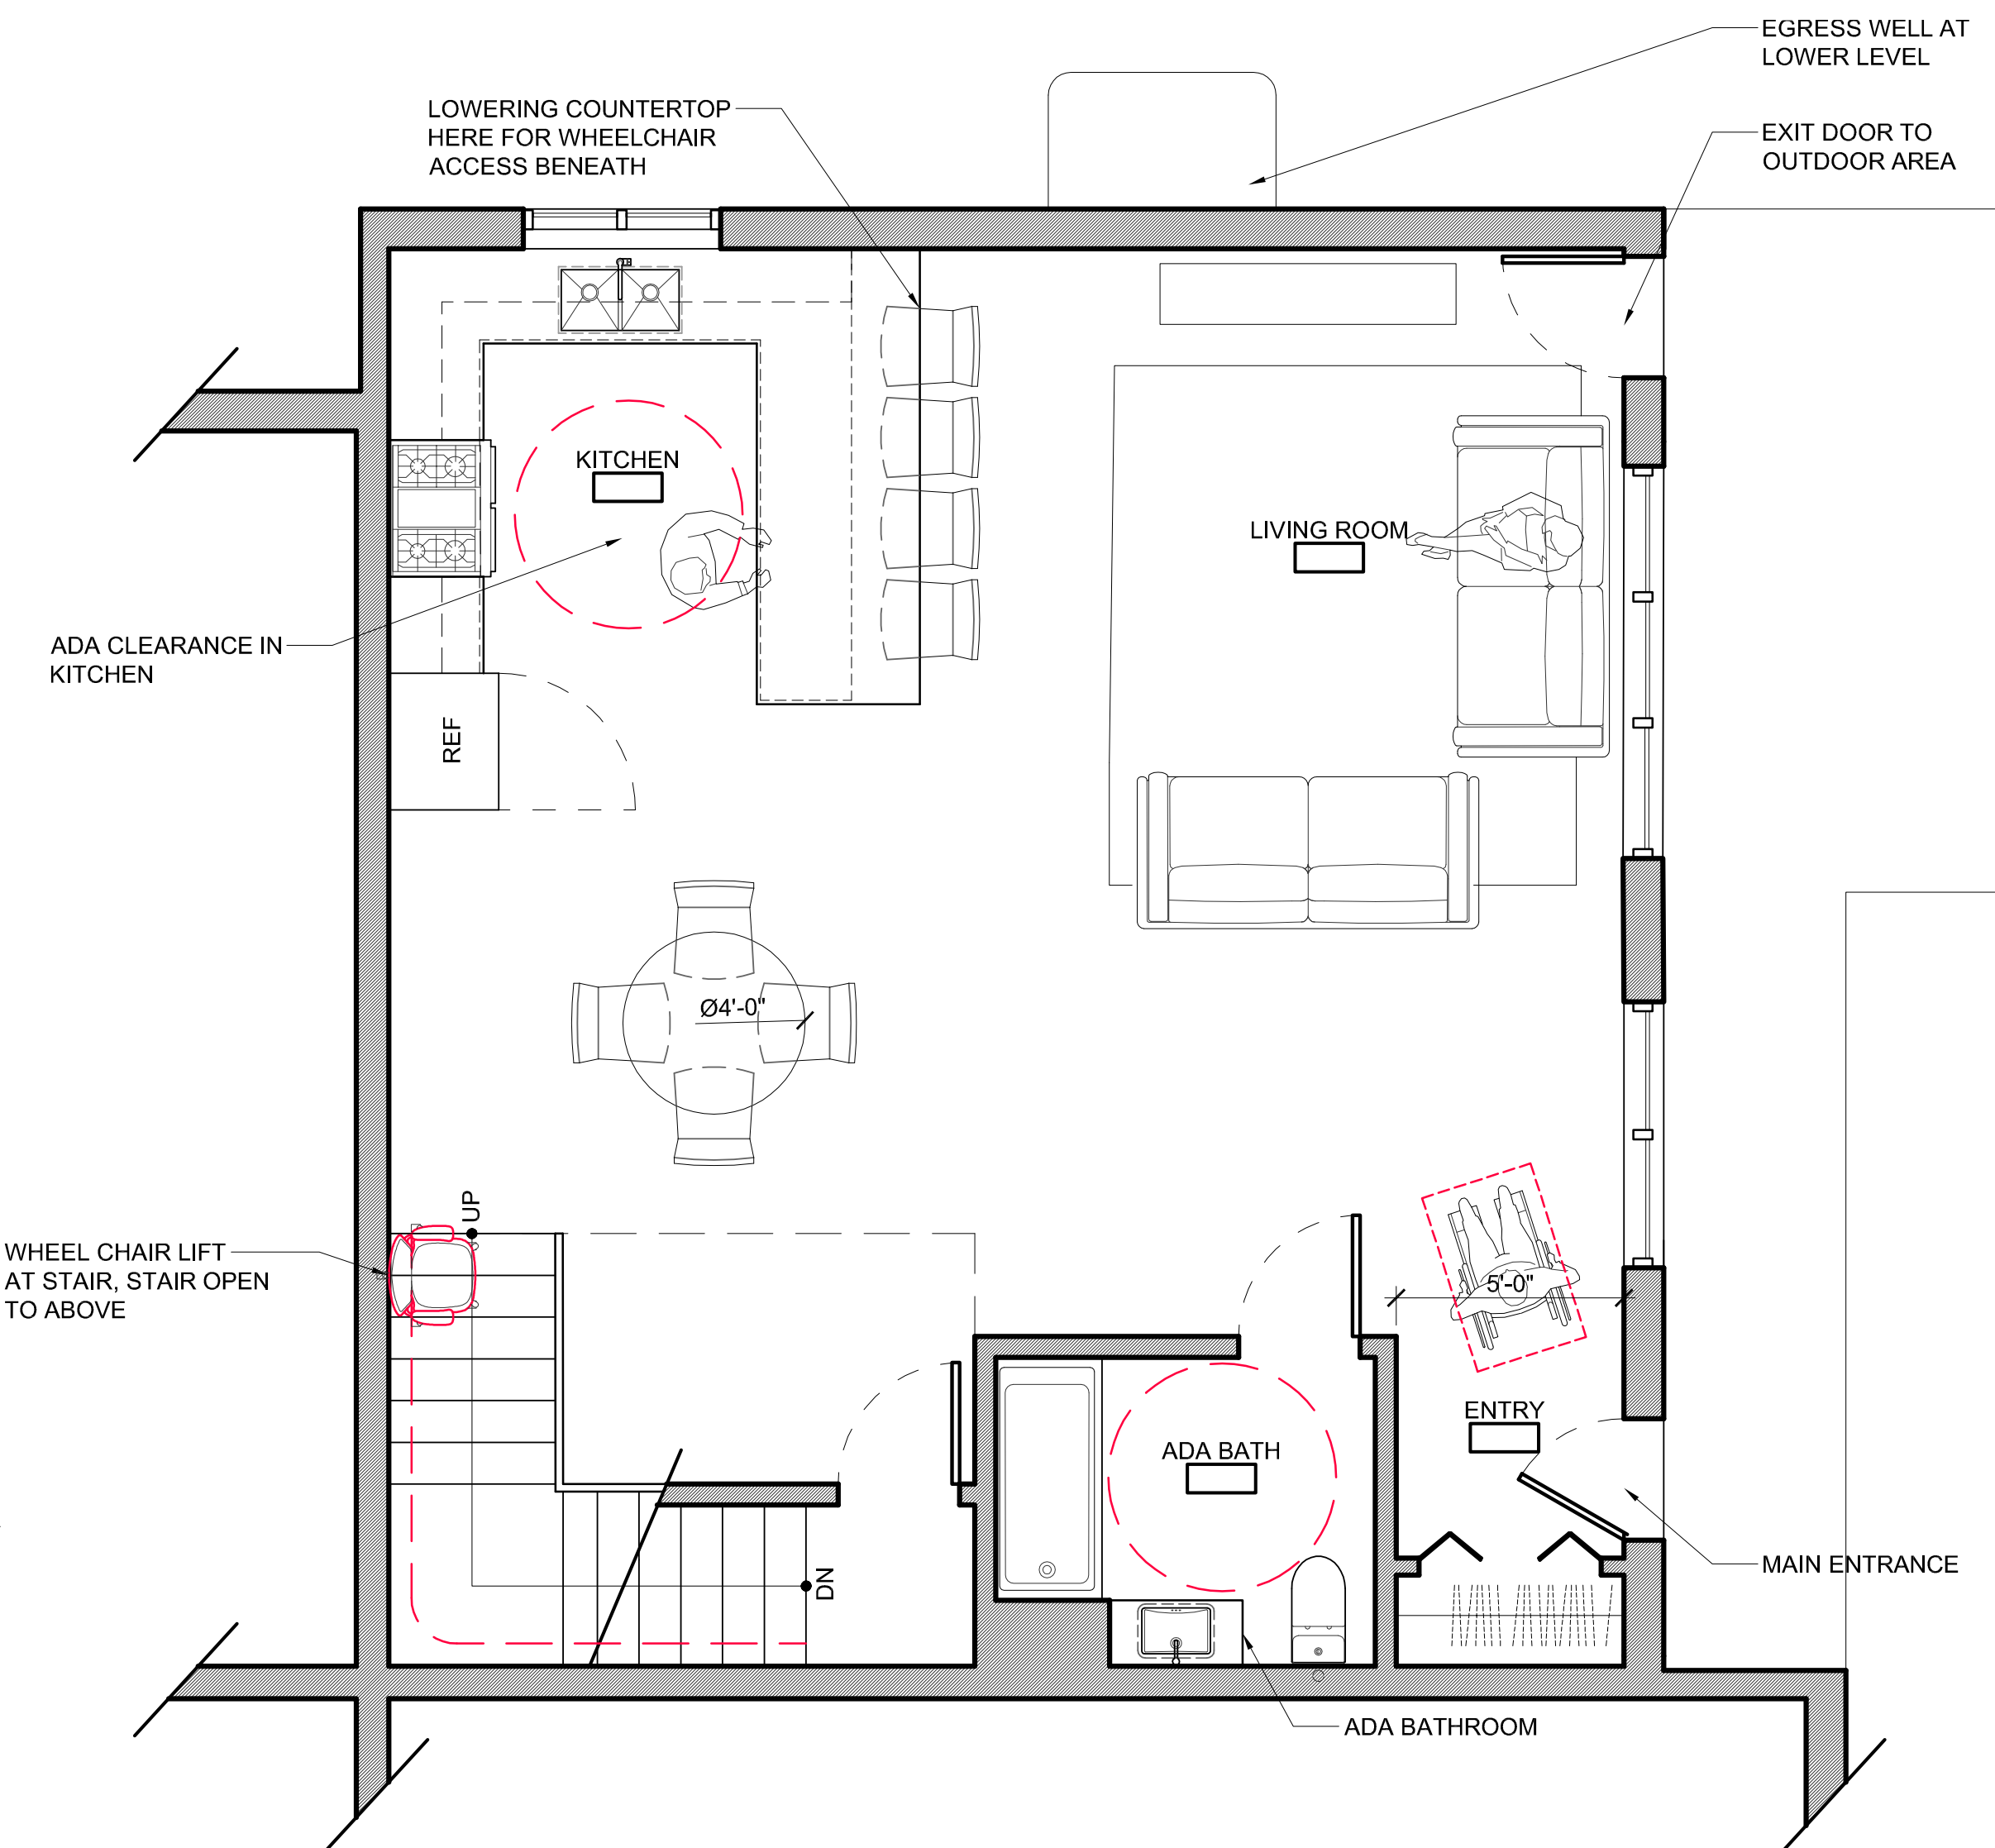 EGRESS WELL AT
LOWER LEVEL
LOWERING COUNTERTOP
HERE FOR WHEELCHAIR
ACCESS BENEATH
EXIT DOOR TO
OUTDOOR AREA
KITCHEN
LIVING ROOM
ADA CLEARANCE IN
KITCHEN
REF
Ø4'-0"
UP
WHEEL CHAIR LIFT
AT STAIR, STAIR OPEN
TO ABOVE
5'-0"
ENTRY
ADA BATH
DN
MAIN ENTRANCE
ADA BATHROOM